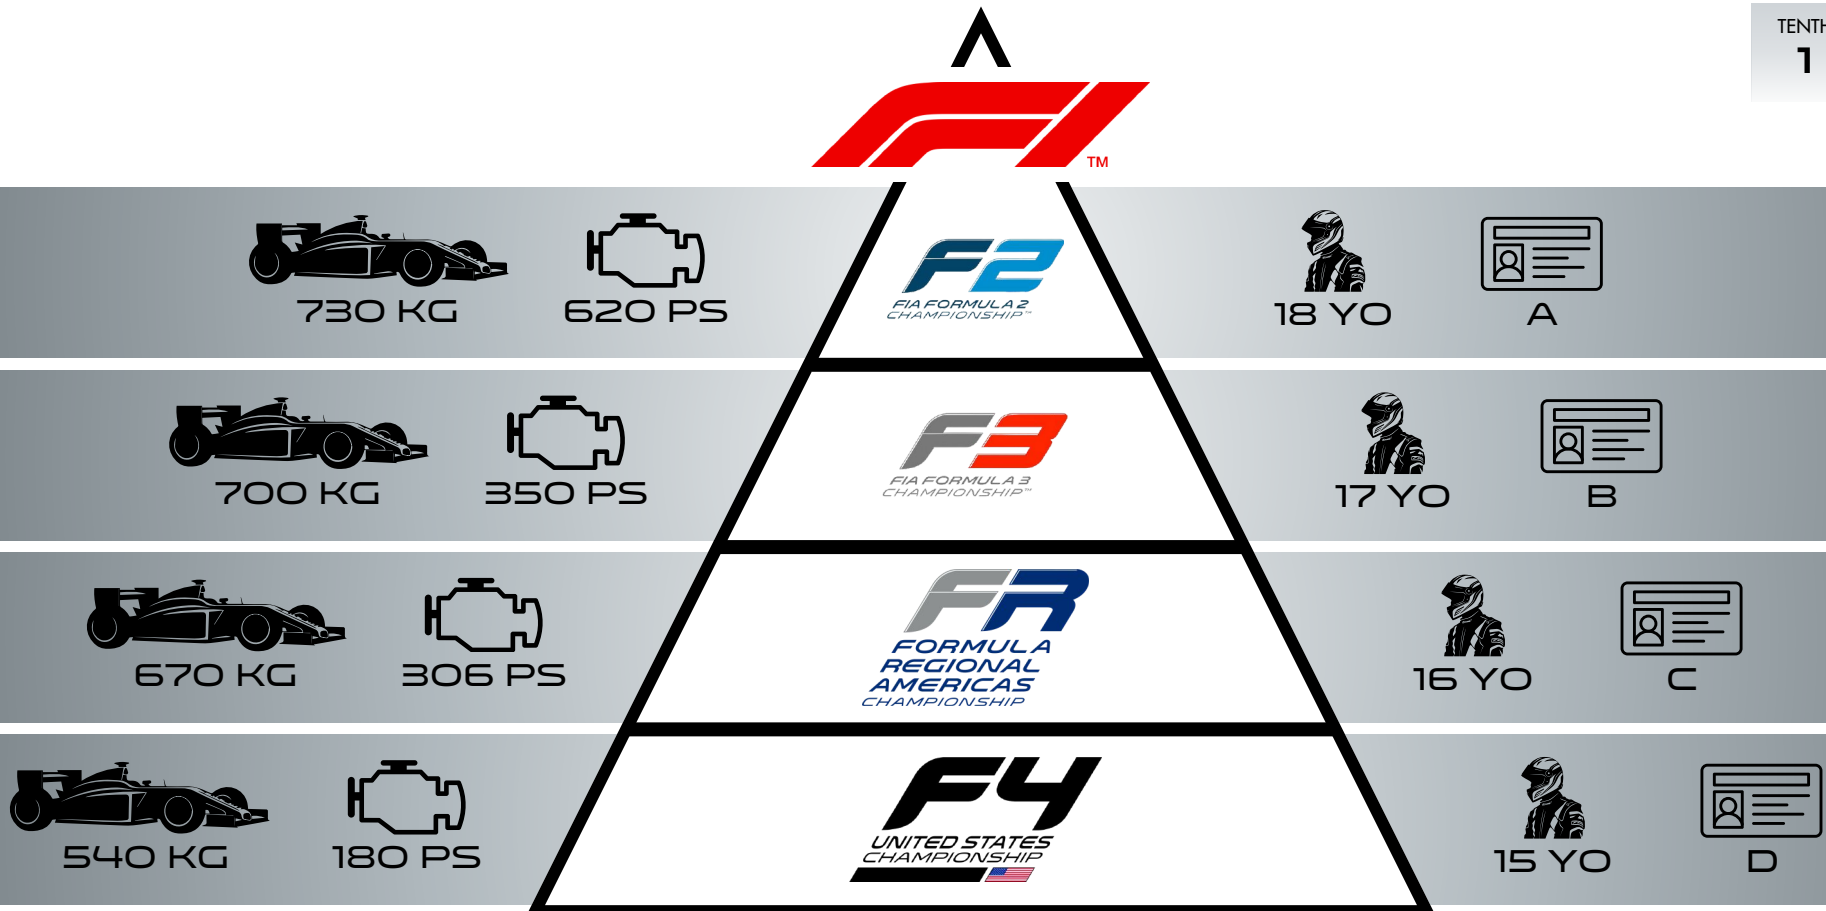 TENTH
1
F1
TM
730 KG
620 PS
F2
FIA FORMULA 2
CHAMPIONSHIP™
18 YO
A
700 KG
350 PS
F3
FIA FORMULA 3
CHAMPIONSHIP™
17 YO
B
670 KG
306 PS
FR
FORMULA
REGIONAL
AMERICAS
CHAMPIONSHIP
16 YO
C
540 KG
180 PS
F4
UNITED STATES
CHAMPIONSHIP
15 YO
D